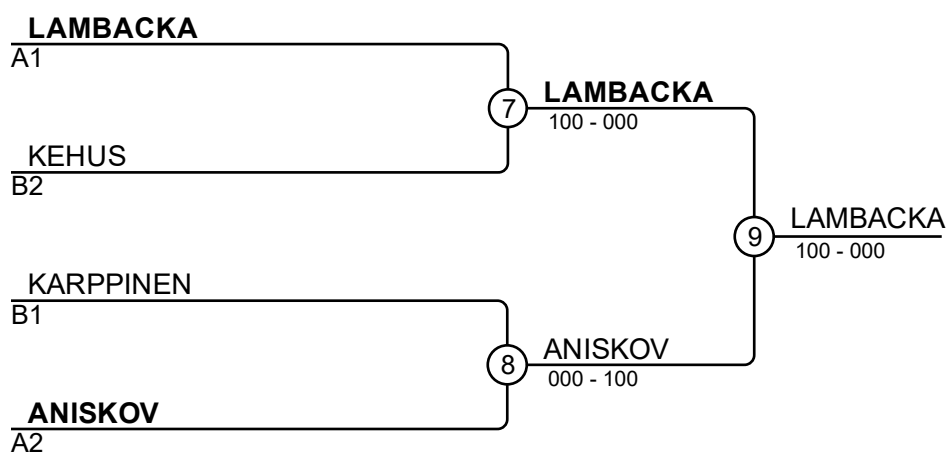 LAMBACKA
A1
7
LAMBACKA
100 - 000
KEHUS
B2
9
LAMBACKA
100 - 000
KARPPINEN
B1
8
ANISKOV
000 - 100
ANISKOV
A2